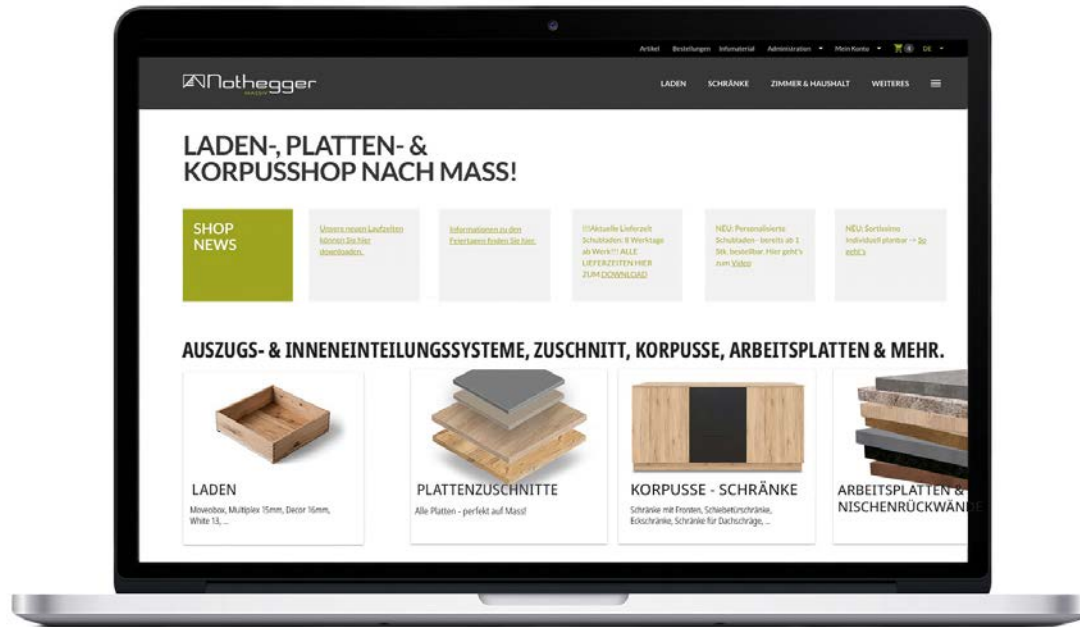 Artikel Bestellungen Infomaterial Administration Mein Konto 4 DE
Nothegger
MASSIV
LADEN SCHRÄNKE ZIMMER & HAUSHALT WEITERES
LADEN-, PLATTEN- &
KORPUSSHOP NACH MASS!
SHOP
NEWS
Unsere neuen Laufzeiten
können Sie hier
downloaden.
Informationen zu den
Feiertagen finden Sie hier.
!!!Aktuelle Lieferzeit
Schubladen: 8 Werktage
ab Werk!!! ALLE
LIEFERZEITEN HIER
ZUM DOWNLOAD
NEU: Personalisierte
Schubladen - bereits ab 1
Stk. bestellbar. Hier geht's
zum Video
NEU: Sortissimo
Individuell planbar -> So
geht's
AUSZUGS- & INNENEINTEILUNGSSYSTEME, ZUSCHNITT, KORPUSSE, ARBEITSPLATTEN & MEHR.
LADEN
Moveobox, Multiplex 15mm, Decor 16mm,
White 13, ...
PLATTENZUSCHNITTE
Alle Platten - perfekt auf Mass!
KORPUSSE - SCHRÄNKE
Schränke mit Fronten, Schiebetürschränke,
Eckschränke, Schränke für Dachschräge, ...
ARBEITSPLATTEN &
NISCHENRÜCKWÄNDE